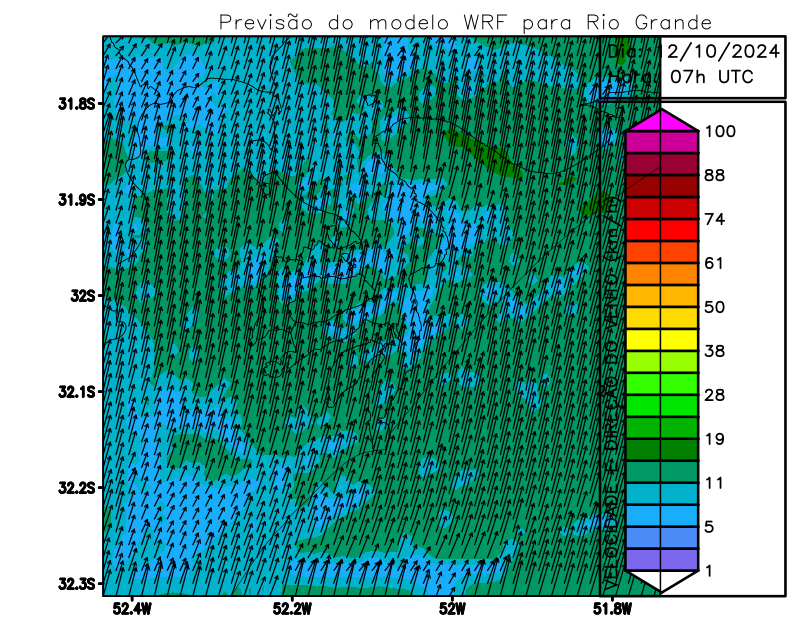 Previsão do modelo WRF para Rio Grande
Dia: 12/10/2024
Hora: 07h UTC
31.8S
31.9S
32S
32.1S
32.2S
32.3S
52.4W
52.2W
52W
51.8W
VELOCIDADE E DIREÇÃO DO VENTO (km/h)
100
88
74
61
50
38
28
19
11
5
1